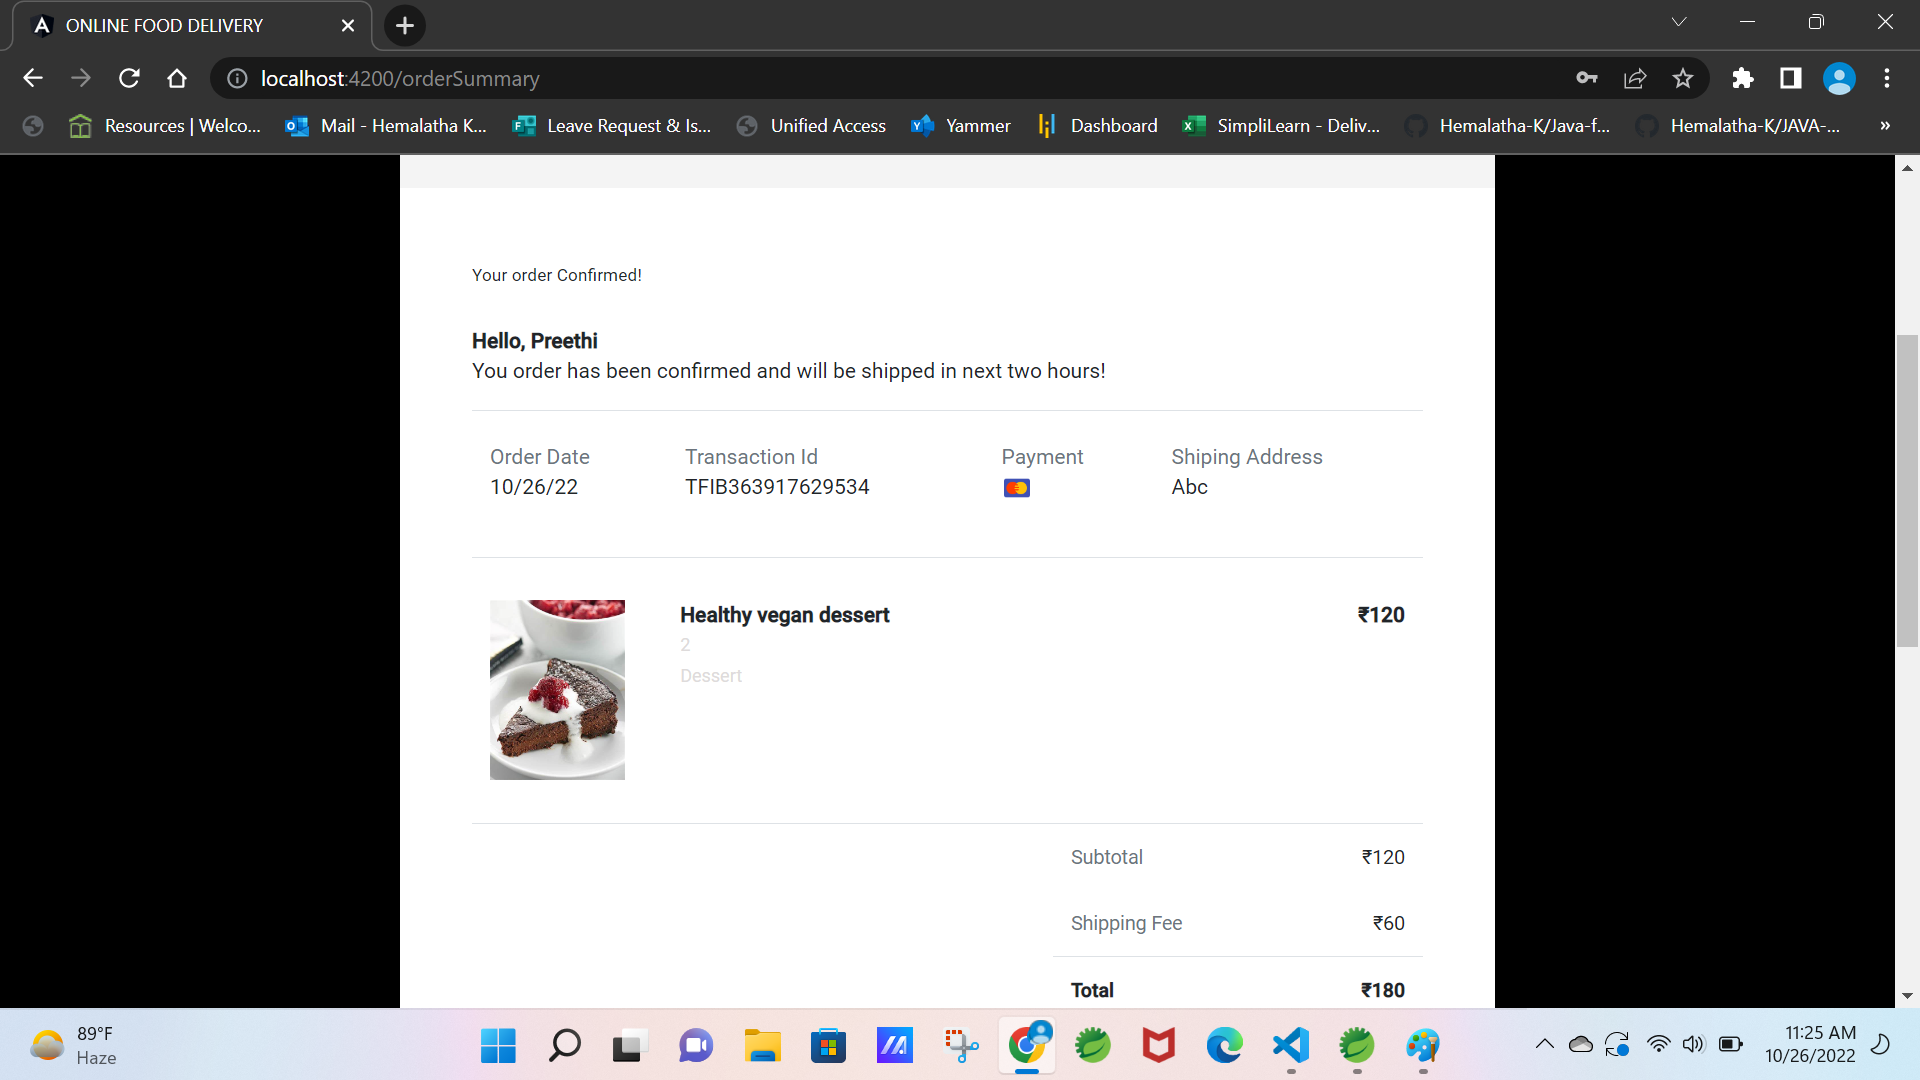 ONLINE FOOD DELIVERY
localhost:4200/orderSummary
Resources | Welco... Mail - Hemalatha K... Leave Request & Is... Unified Access Yammer Dashboard SimpliLearn - Deliv... Hemalatha-K/Java-f... Hemalatha-K/JAVA-... »
Your order Confirmed!
Hello, Preethi
You order has been confirmed and will be shipped in next two hours!
Order Date Transaction Id Payment Shiping Address
10/26/22 TFIB363917629534 Abc
Healthy vegan dessert ₹120
2
Dessert
Subtotal ₹120
Shipping Fee ₹60
Total ₹180
89°F
Haze
11:25 AM
10/26/2022